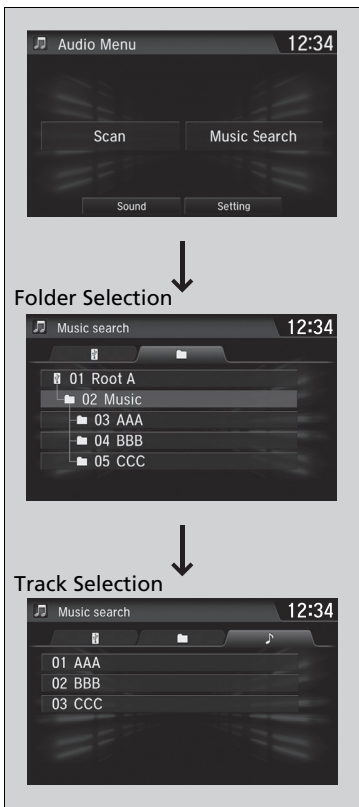 Audio Menu 12:34
Scan Music Search
Sound Setting
Folder Selection
Music search 12:34
01 Root A
02 Music
03 AAA
04 BBB
05 CCC
Track Selection
Music search 12:34
01 AAA
02 BBB
03 CCC